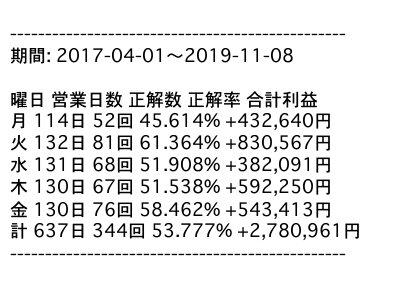 ------------------------------------------------
期間: 2017-04-01～2019-11-08
曜日 営業日数 正解数 正解率 合計利益
月 114日 52回 45.614% +432,640円
火 132日 81回 61.364% +830,567円
水 131日 68回 51.908% +382,091円
木 130日 67回 51.538% +592,250円
金 130日 76回 58.462% +543,413円
計 637日 344回 53.777% +2,780,961円
------------------------------------------------